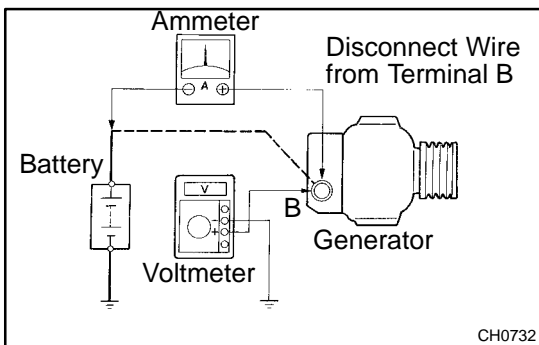 Ammeter
Disconnect Wire
from Terminal B
- A +
Battery
V
B
-
+
Generator
Voltmeter
CH0732